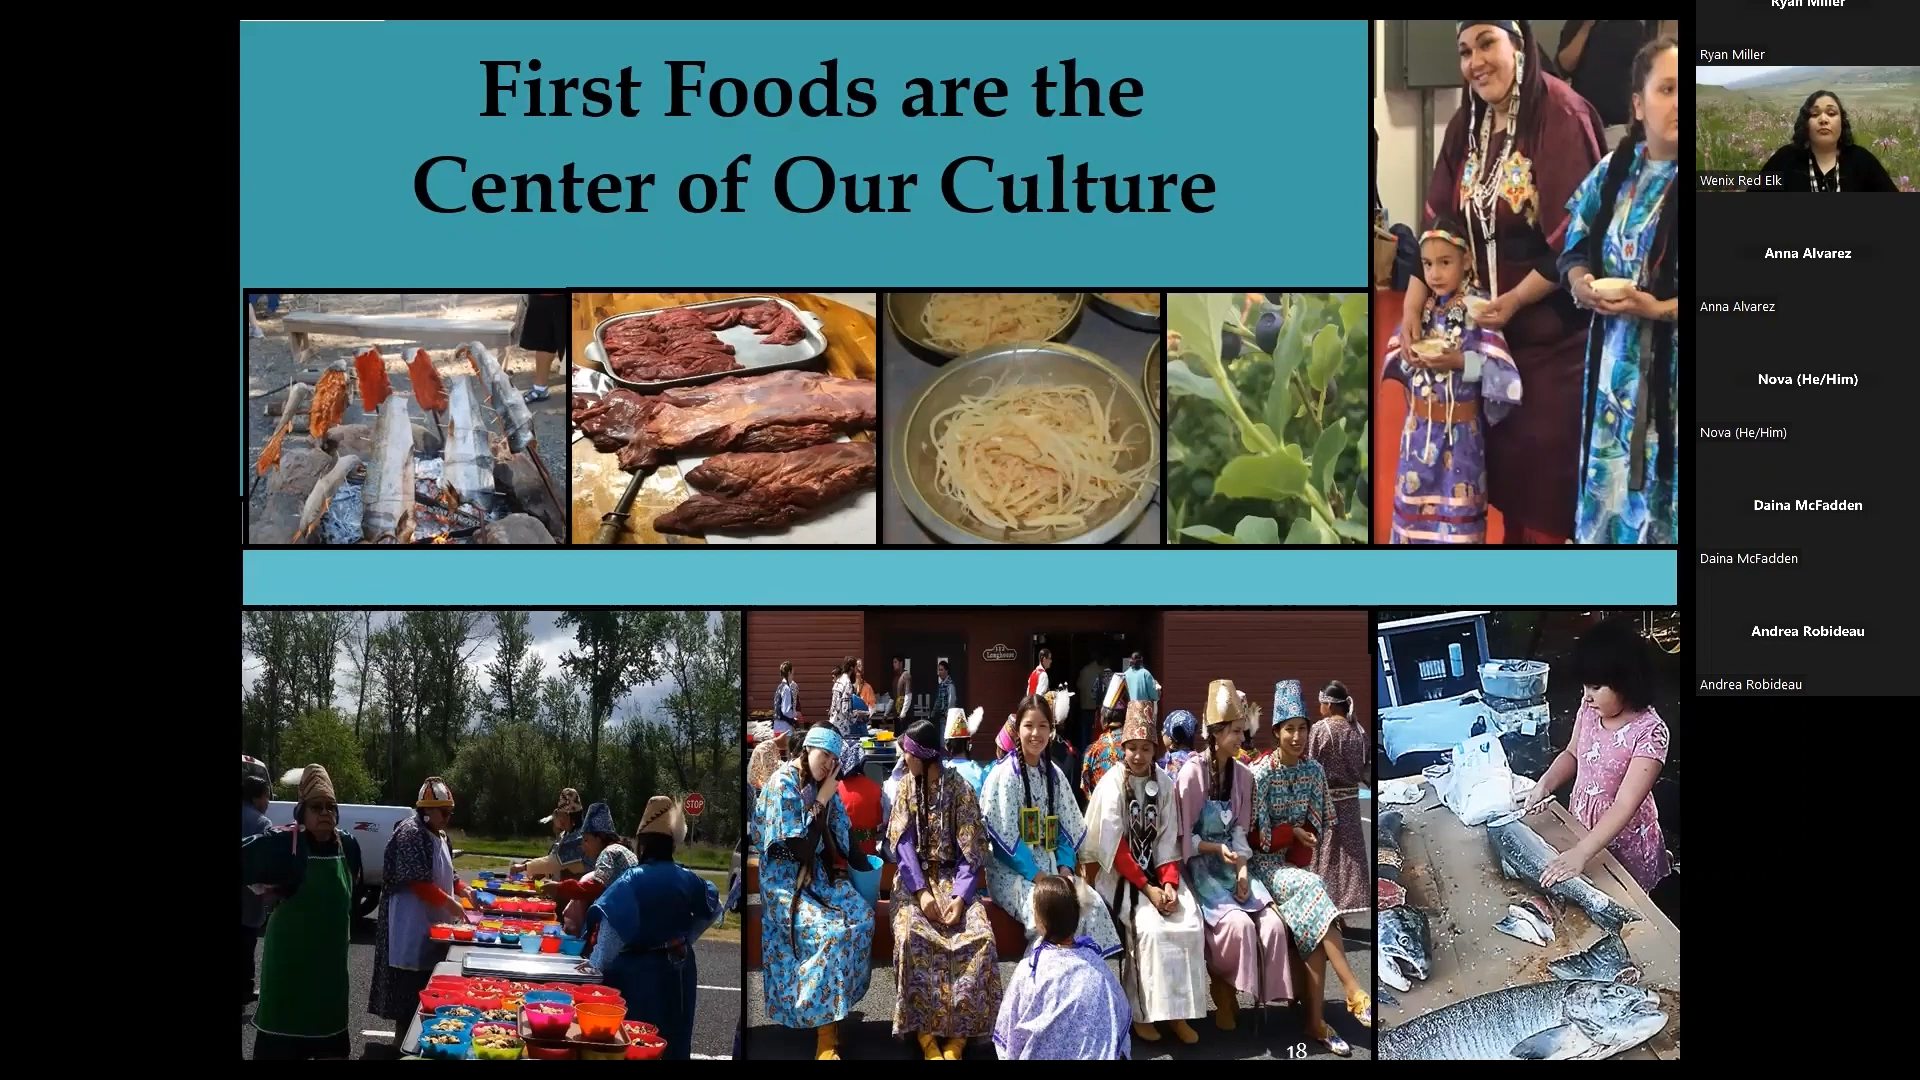 First Foods are the
Center of Our Culture
Longhouse
STOP
18
Ryan Miller
Ryan Miller
Wenix Red Elk
Anna Alvarez
Anna Alvarez
Nova (He/Him)
Nova (He/Him)
Daina McFadden
Daina McFadden
Andrea Robideau
Andrea Robideau